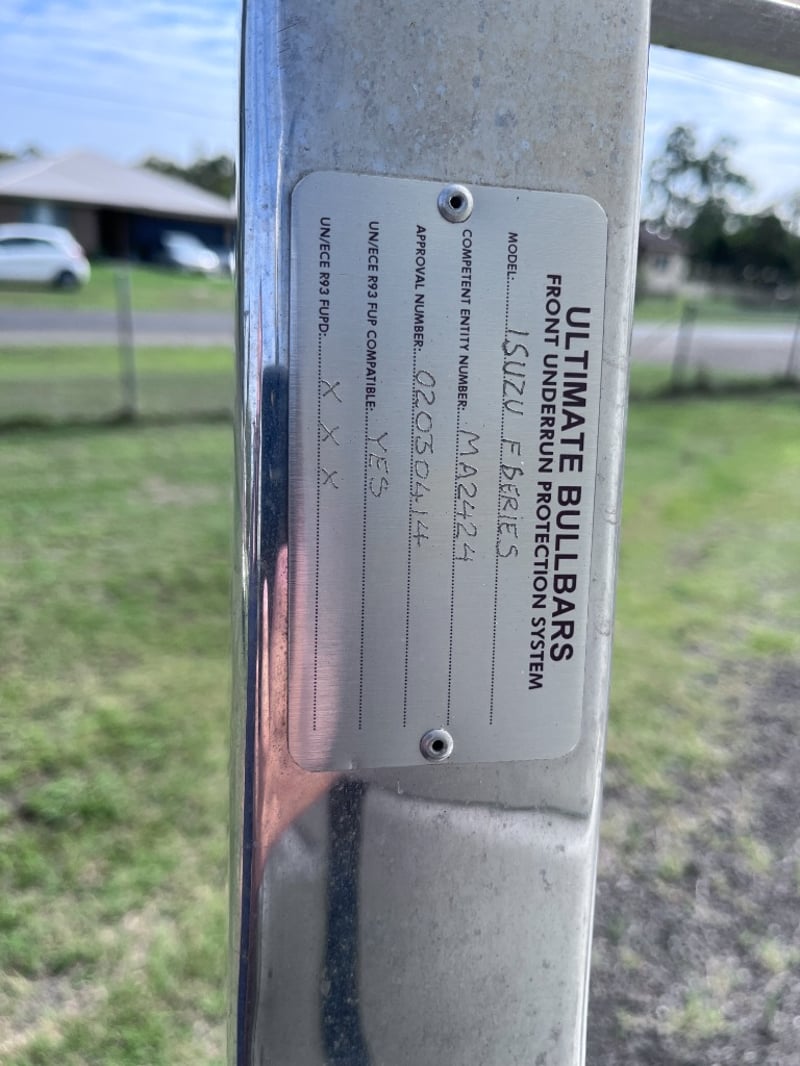 ULTIMATE BULLBARS
FRONT UNDERRUN PROTECTION SYSTEM
MODEL: ISUZU F SERIES
COMPETENT ENTITY NUMBER: MA2424
APPROVAL NUMBER: 02030414
UN/ECE R93 FUP COMPATIBLE: YES
UN/ECE R93 FUPD: X X X